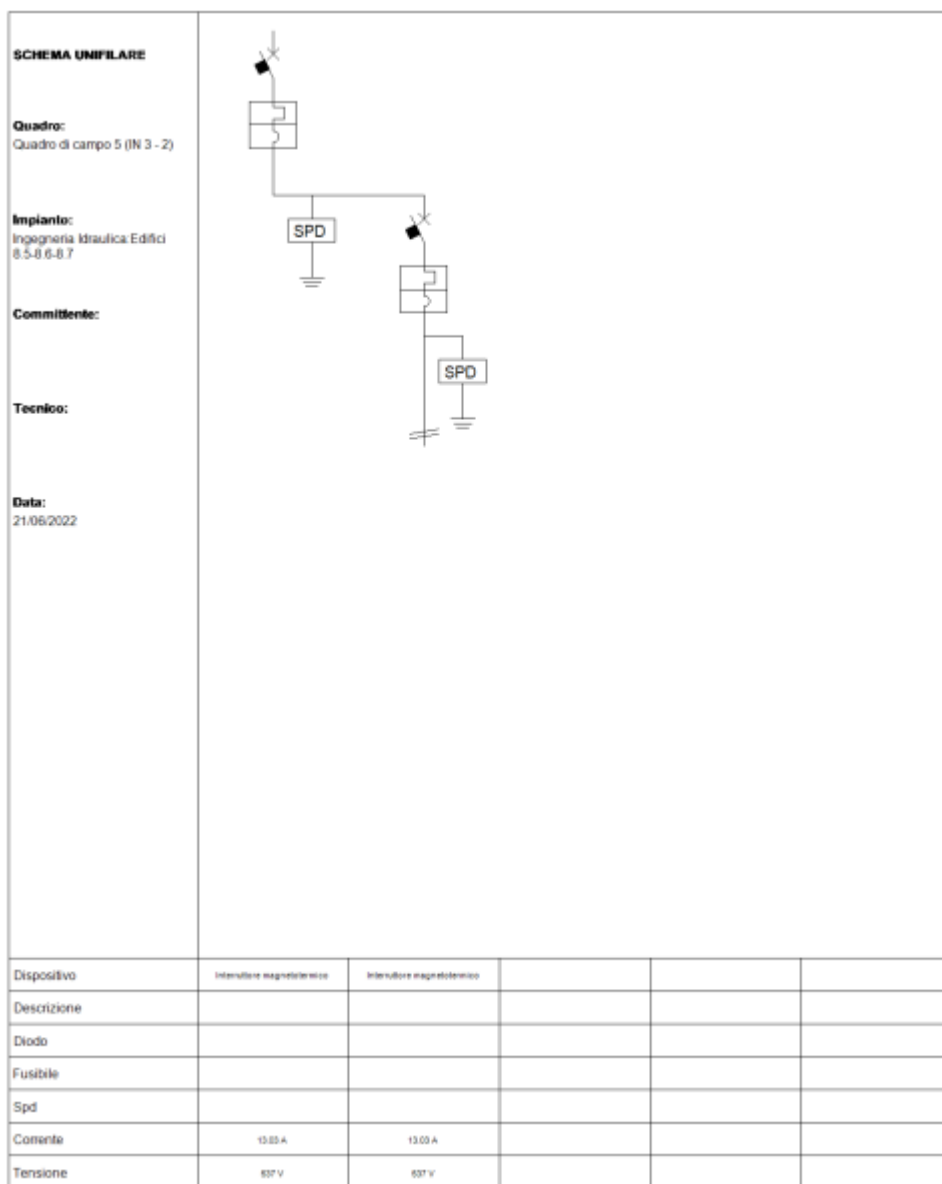 SCHEMA UNIFILARE
Quadro:
Quadro di campo 5 (IN 3 - 2)
Impianto:
Ingegneria Idraulica Edifici
8.5-8.6-8.7
Committente:
Tecnico:
Data:
21/06/2022
SPD
SPD
Dispositivo Interruttore magnetotermico Interruttore magnetotermico
Descrizione
Diodo
Fusibile
Spd
Corrente 13.03 A 13.03 A
Tensione 637 V 637 V